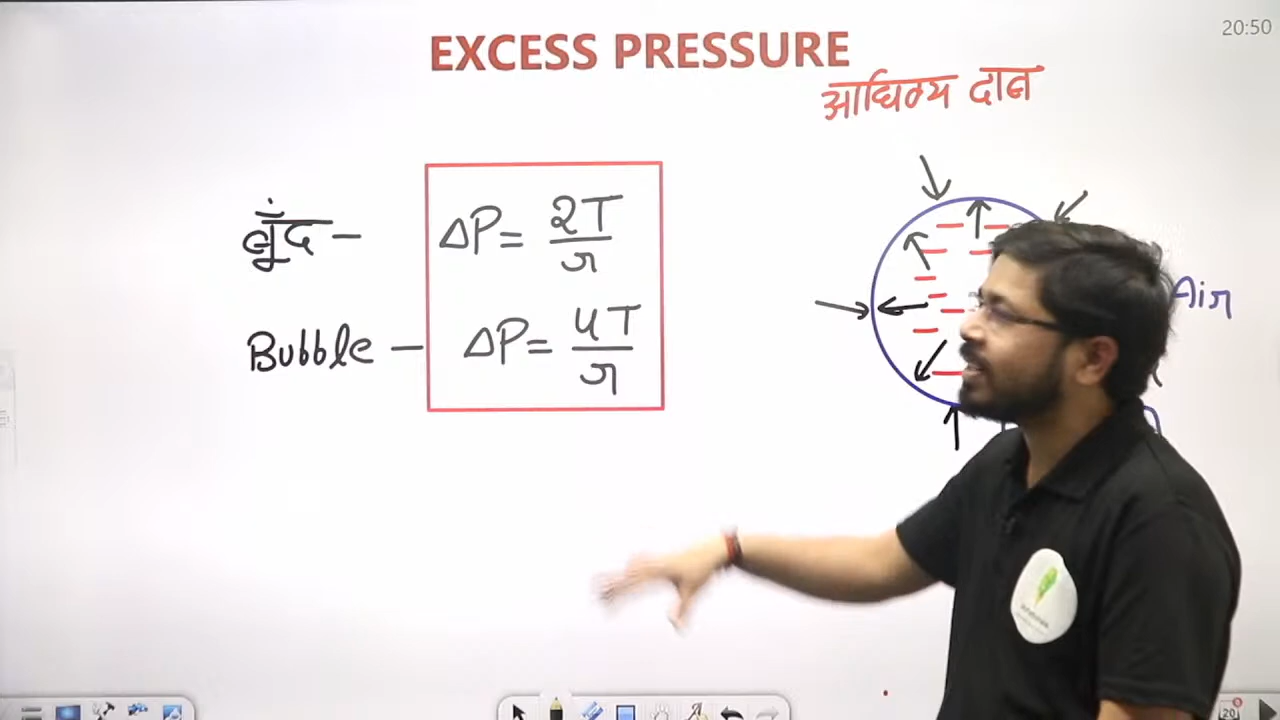 20:50
EXCESS PRESSURE
आधिक्य दाब
बूँद - ΔP = 2T/r
Bubble - ΔP = 4T/r
Air